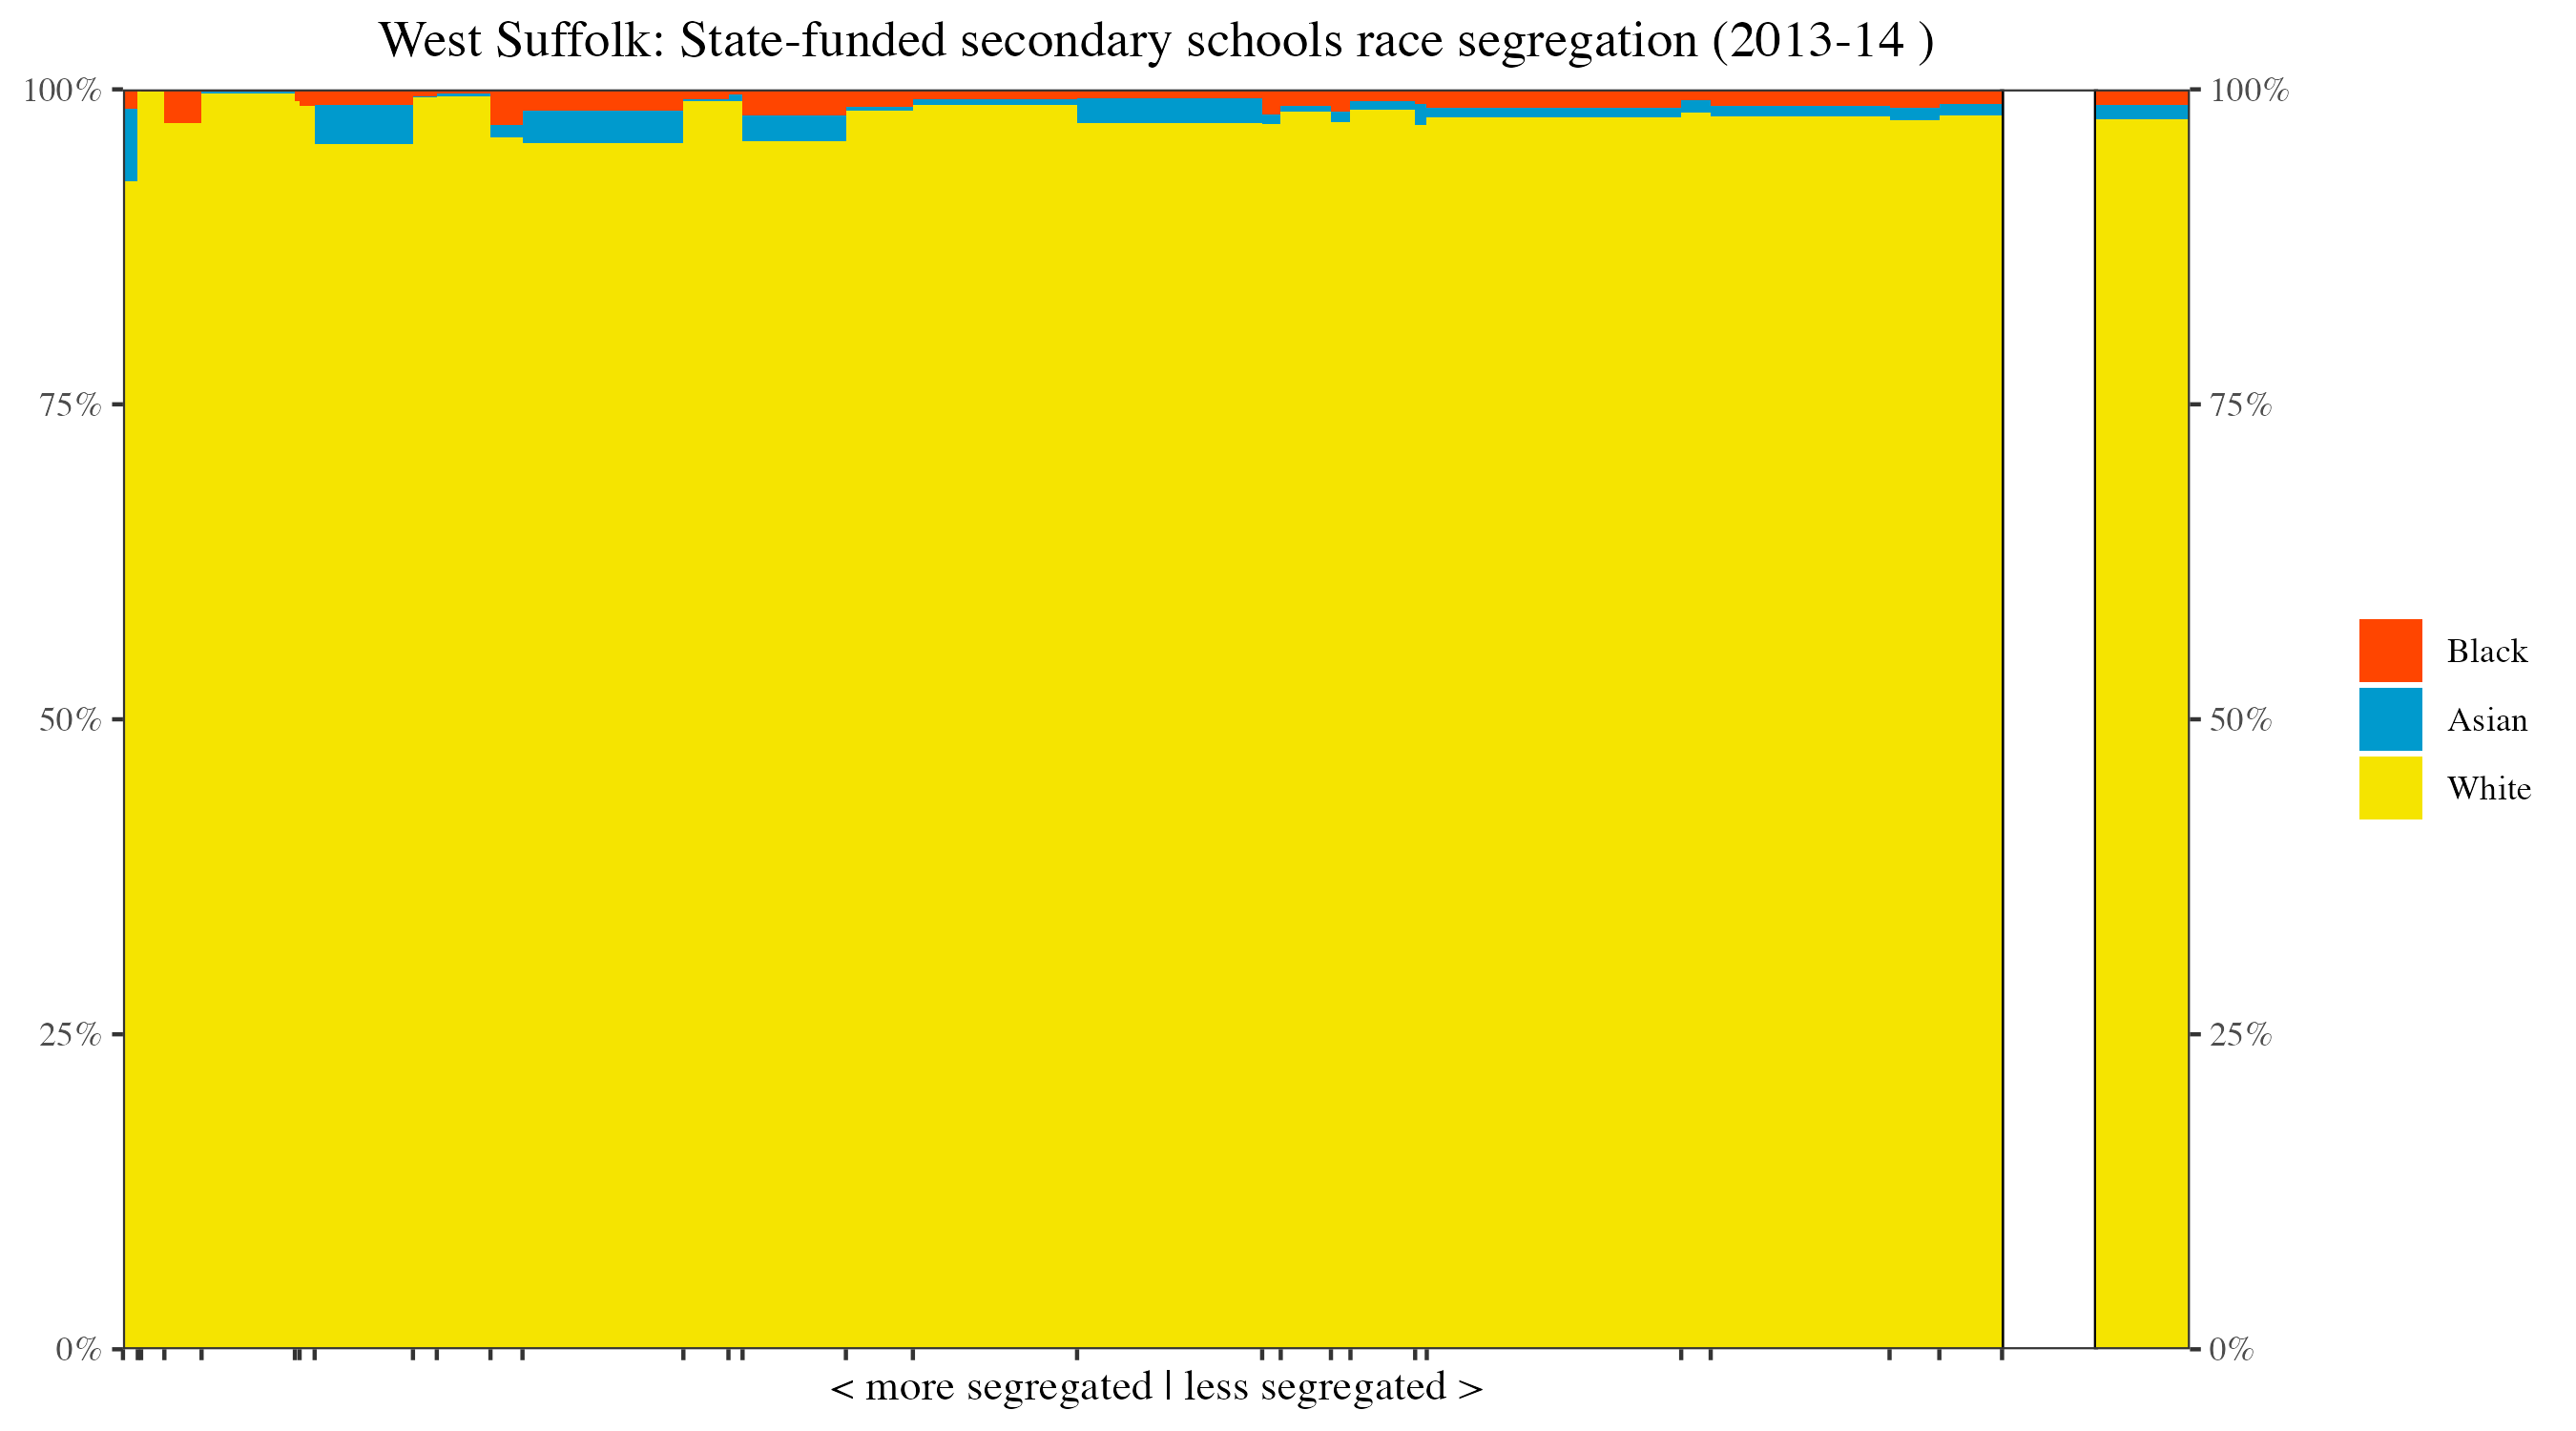 West Suffolk: State-funded secondary schools race segregation (2013-14 )
100%
75%
50%
25%
0%
100%
75%
50%
25%
0%
Black
Asian
White
< more segregated | less segregated >